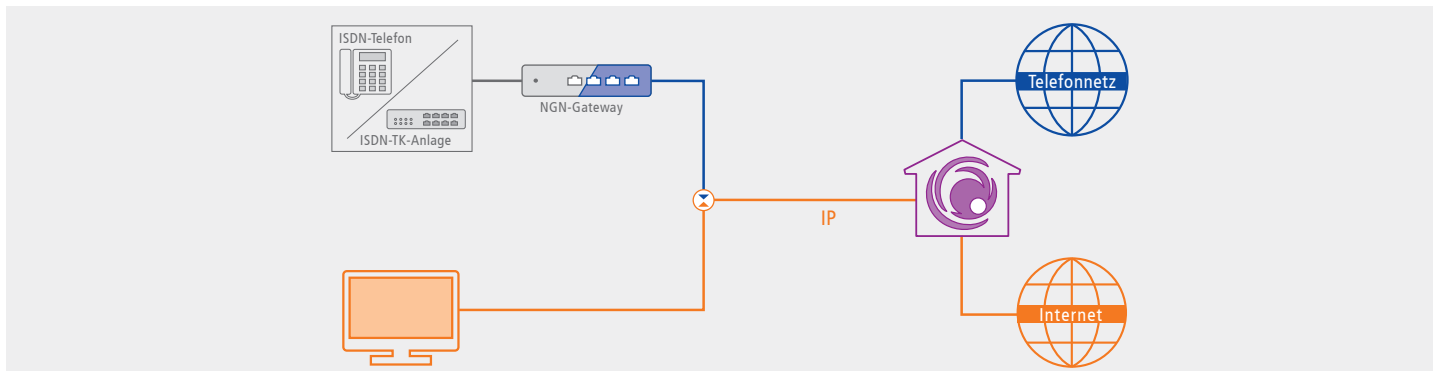 ISDN-Telefon
ISDN-TK-Anlage
NGN-Gateway
IP
Telefonnetz
Internet